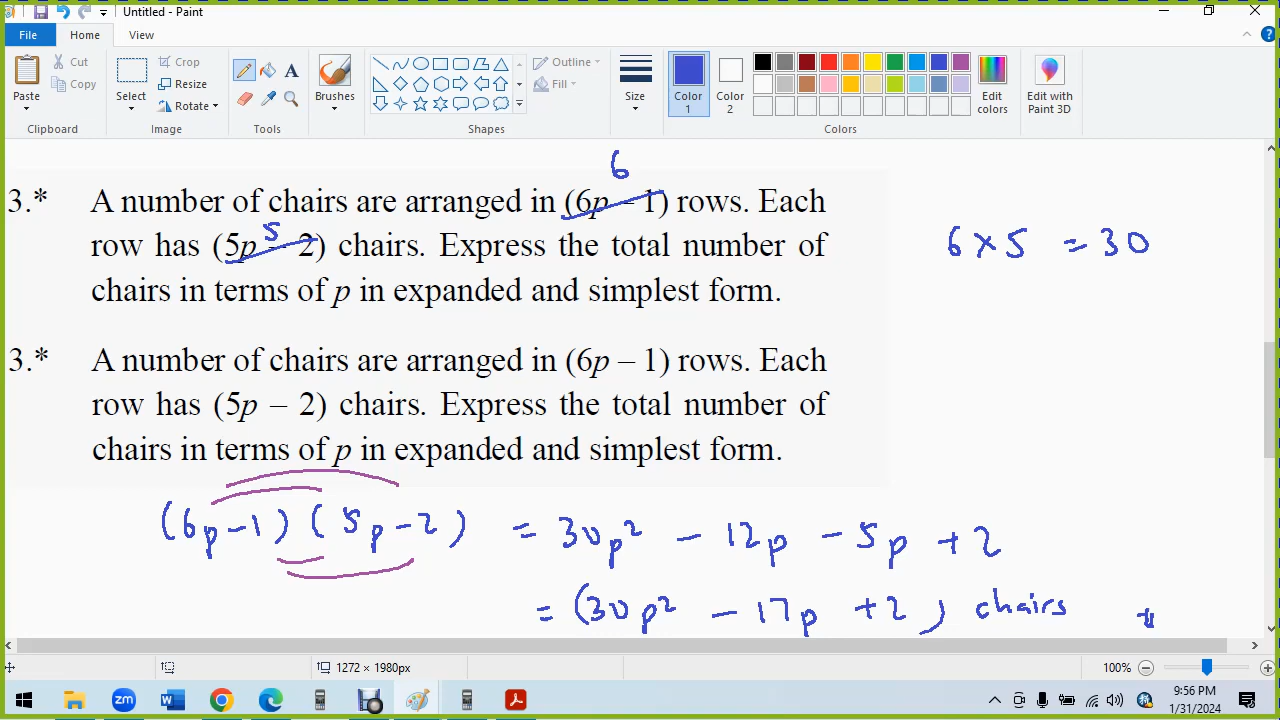 Untitled - Paint
File Home View
Paste
Cut
Copy
Clipboard
Select
Crop
Resize
Rotate
Image
Tools
Brushes
Shapes
Outline
Fill
Size
Color 1
Color 2
Edit colors
Edit with Paint 3D
Colors
6
3.* A number of chairs are arranged in (6p – 1) rows. Each
5
row has (5p – 2) chairs. Express the total number of
6 × 5 = 30
chairs in terms of p in expanded and simplest form.
3.* A number of chairs are arranged in (6p – 1) rows. Each
row has (5p – 2) chairs. Express the total number of
chairs in terms of p in expanded and simplest form.
(6p – 1) (5p – 2) = 30p² – 12p – 5p + 2
= (30p² – 17p + 2) chairs
1272 × 1980px
100%
zm
9:56 PM
1/31/2024